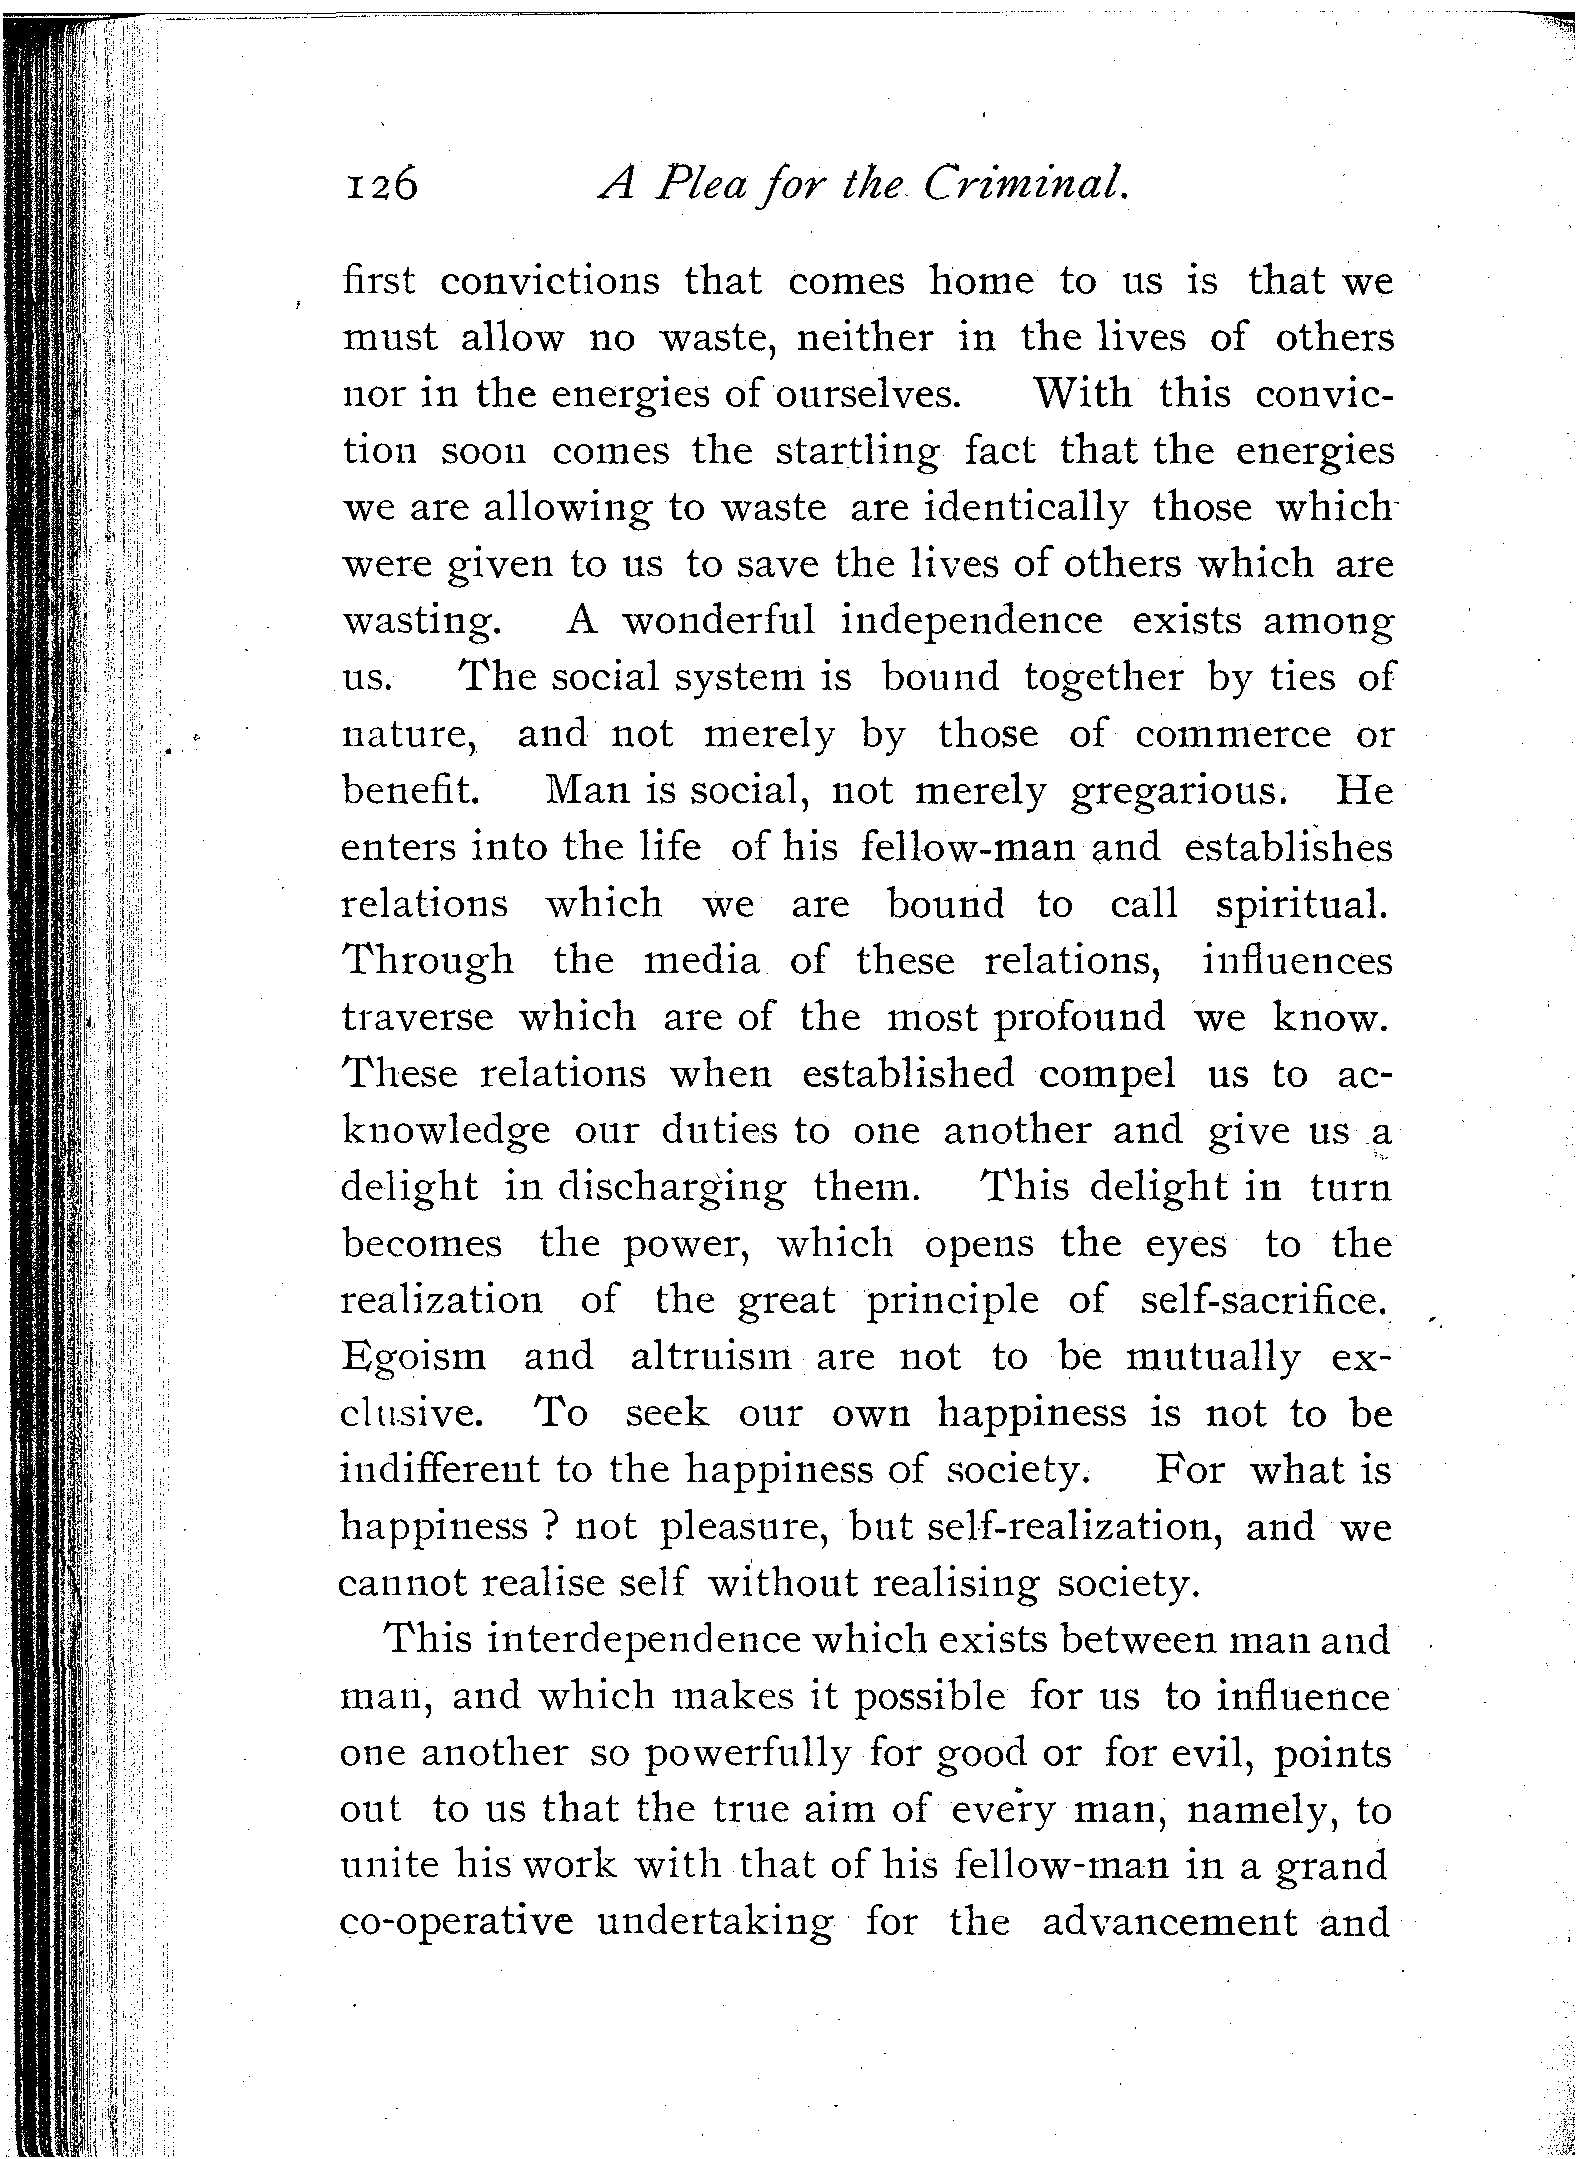 126 A Plea for the Criminal.
first convictions that comes home to us is that we
must allow no waste, neither in the lives of others
nor in the energies of ourselves. With this convic-
tion soon comes the startling fact that the energies
we are allowing to waste are identically those which
were given to us to save the lives of others which are
wasting. A wonderful independence exists among
us. The social system is bound together by ties of
nature, and not merely by those of commerce or
benefit. Man is social, not merely gregarious. He
enters into the life of his fellow-man and establishes
relations which we are bound to call spiritual.
Through the media of these relations, influences
traverse which are of the most profound we know.
These relations when established compel us to ac-
knowledge our duties to one another and give us a
delight in discharging them. This delight in turn
becomes the power, which opens the eyes to the
realization of the great principle of self-sacrifice.
Egoism and altruism are not to be mutually ex-
clusive. To seek our own happiness is not to be
indifferent to the happiness of society. For what is
happiness ? not pleasure, but self-realization, and we
cannot realise self without realising society.
This interdependence which exists between man and
man, and which makes it possible for us to influence
one another so powerfully for good or for evil, points
out to us that the true aim of every man, namely, to
unite his work with that of his fellow-man in a grand
co-operative undertaking for the advancement and